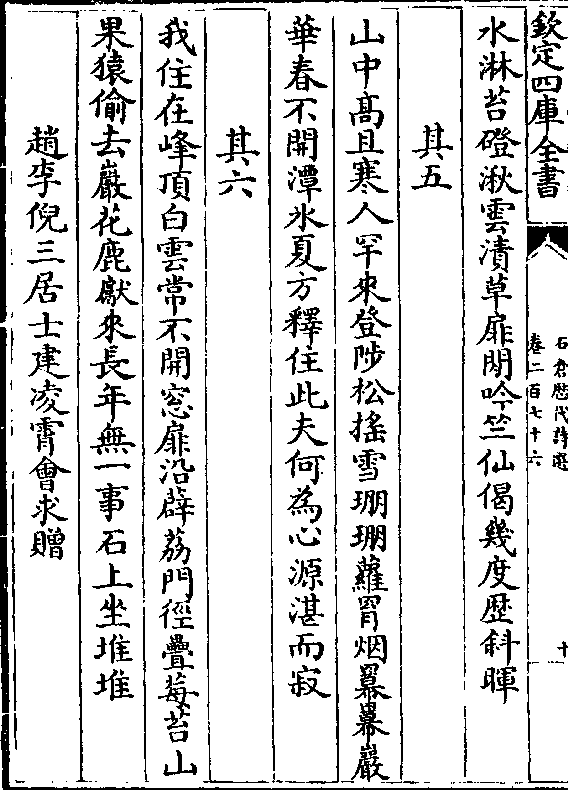 欽定四庫全書
石倉歴代詩選
卷二百七十六
十
水淋苔磴湫雲漬草扉閒吟竺仙偈幾度歴斜暉
其五
山中髙且寒人罕來登陟松搖雪珊珊蘿罥烟羃羃巖
華春不開潭氷夏方釋住此夫何為心源湛而寂
其六
我住在峰頂白雲常不開窓扉沿薜荔門徑疊莓苔山
果猿偷去巖花鹿獻來長年無一事石上坐堆堆
趙李倪三居士建凌霄會求贈